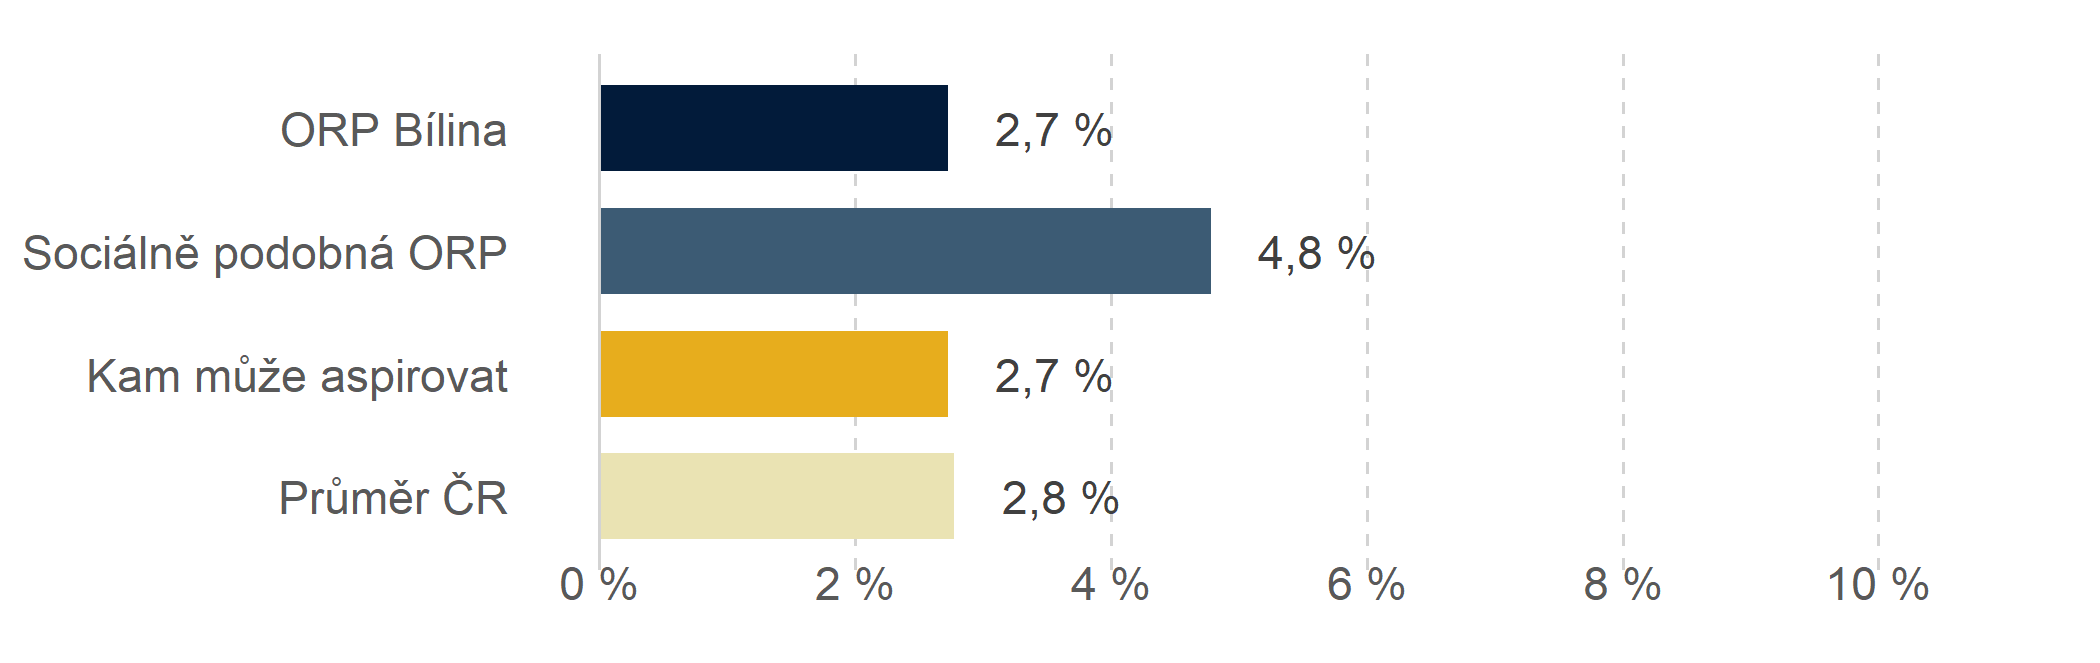 ORP Bílina
2,7 %
Sociálně podobná ORP
4,8 %
Kam může aspirovat
2,7 %
Průměr ČR
2,8 %
0 %
2 %
4 %
6 %
8 %
10 %